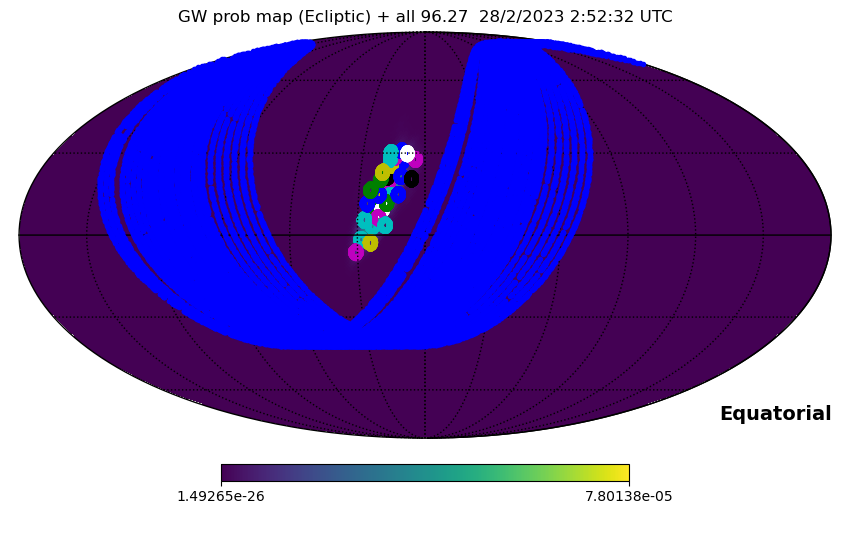 GW prob map (Ecliptic) + all 96.27  28/2/2023 2:52:32 UTC
Equatorial
1.49265e-26
7.80138e-05